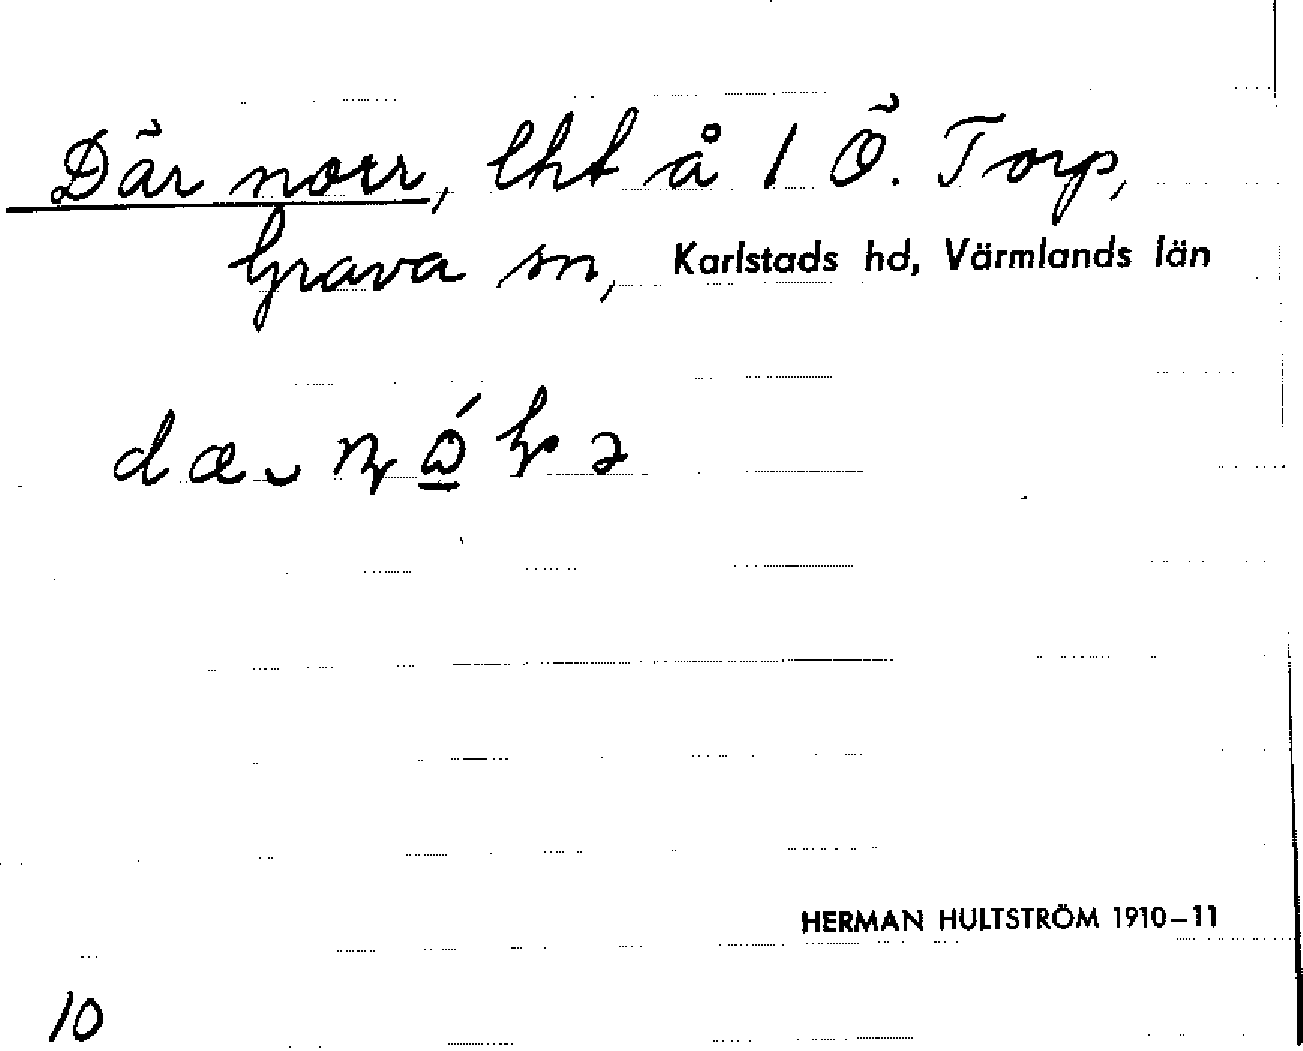 Där norr, lht å 1 Ö. Torp,
Grava sn, Karlstads hd, Värmlands län
HERMAN HULTSTRÖM 1910–11
10